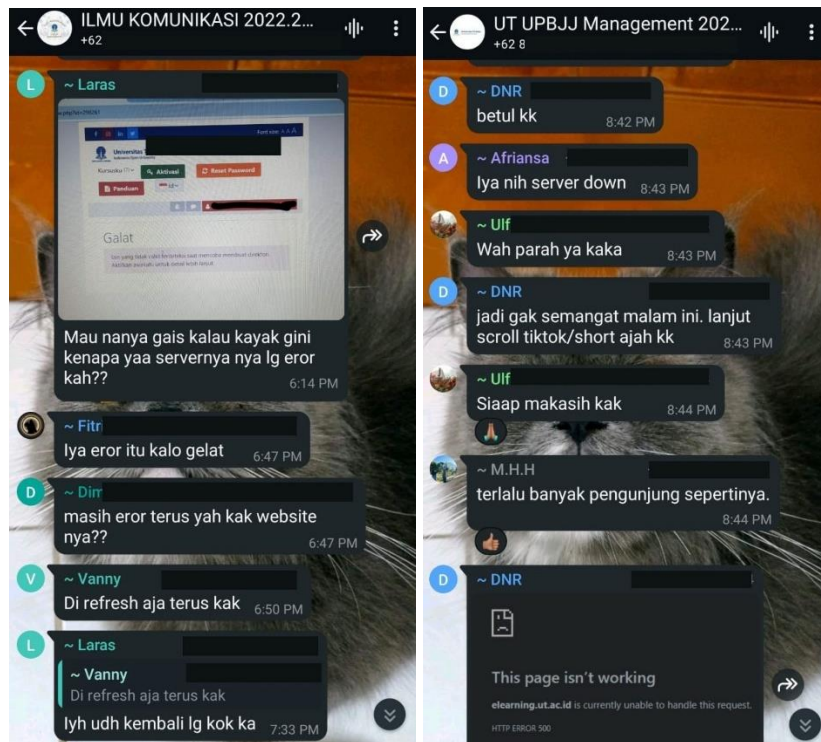 ILMU KOMUNIKASI 2022.2...
+62
L
~ Laras
Font size A A A
Universitas T
Kursusku
Aktivasi
Reset Password
Panduan
Galat
Mau nanya gais kalau kayak gini
kenapa yaa servernya nya lg eror
kah??
6:14 PM
~ Fitr
Iya eror itu kalo gelat
6:47 PM
D
~ Dim
masih eror terus yah kak website
nya??
6:47 PM
V
~ Vanny
Di refresh aja terus kak
6:50 PM
L
~ Laras
~ Vanny
Di refresh aja terus kak
Iyh udh kembali lg kok ka
7:33 PM
UT UPBJJ Management 202...
+62 8
D
~ DNR
betul kk
8:42 PM
A
~ Afriansa
Iya nih server down
8:43 PM
~ Ulf
Wah parah ya kaka
8:43 PM
D
~ DNR
jadi gak semangat malam ini. lanjut
scroll tiktok/short ajah kk
8:43 PM
~ Ulf
Siaap makasih kak
8:44 PM
~ M.H.H
terlalu banyak pengunjung sepertinya.
8:44 PM
D
~ DNR
This page isn't working
elearning.ut.ac.id is currently unable to handle this request.
HTTP ERROR 500